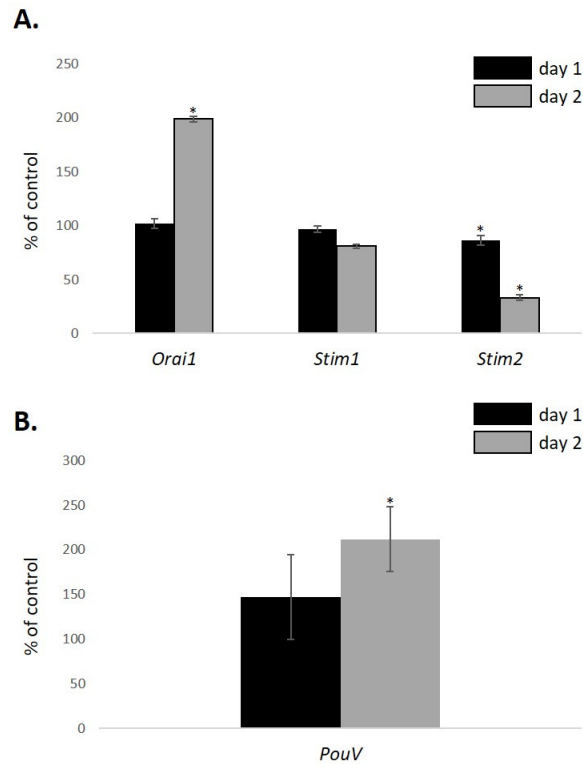 A.
% of control
250
200
150
100
50
0
day 1
day 2
*
*
*
Orai1 Stim1 Stim2
B.
% of control
300
250
200
150
100
50
0
day 1
day 2
*
PouV